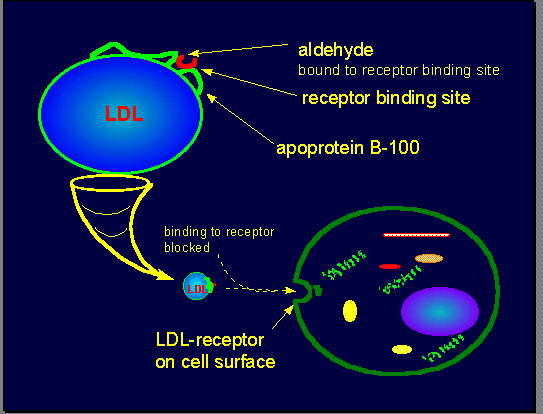 aldehyde
bound to receptor binding site
receptor binding site
LDL
apoprotein B-100
binding to receptor
blocked
LDL
LDL-receptor
on cell surface